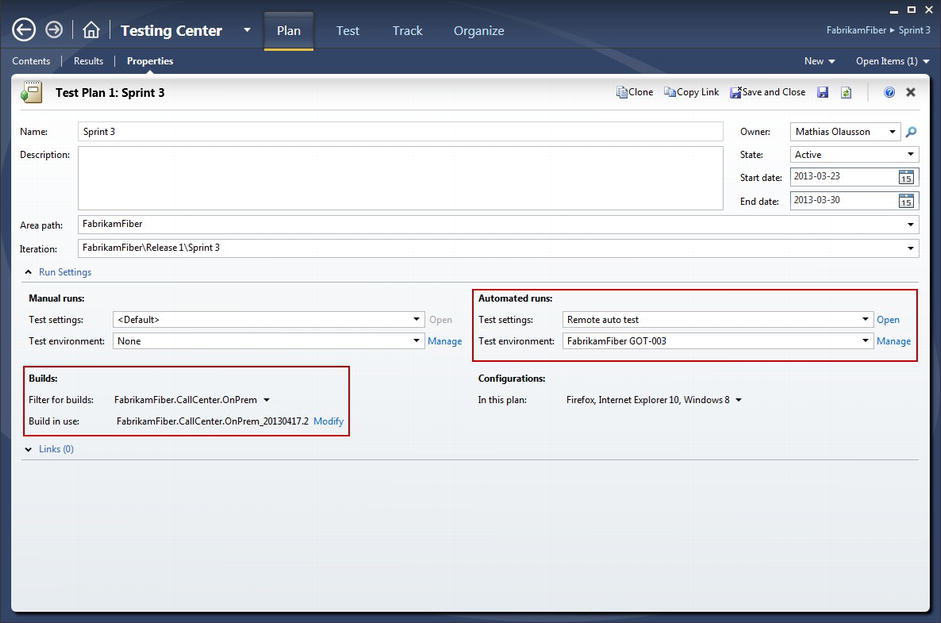 Testing Center Plan Test Track Organize FabrikamFiber ▸ Sprint 3
Contents Results Properties New Open Items (1)
Test Plan 1: Sprint 3 Clone Copy Link Save and Close
Name: Sprint 3 Owner: Mathias Olausson
Description: State: Active
Start date: 2013-03-23 15
End date: 2013-03-30 15
Area path: FabrikamFiber
Iteration: FabrikamFiber\Release 1\Sprint 3
Run Settings
Manual runs: Automated runs:
Test settings: <Default> Open Test settings: Remote auto test Open
Test environment: None Manage Test environment: FabrikamFiber GOT-003 Manage
Builds: Configurations:
Filter for builds: FabrikamFiber.CallCenter.OnPrem In this plan: Firefox, Internet Explorer 10, Windows 8
Build in use: FabrikamFiber.CallCenter.OnPrem_20130417.2 Modify
Links (0)